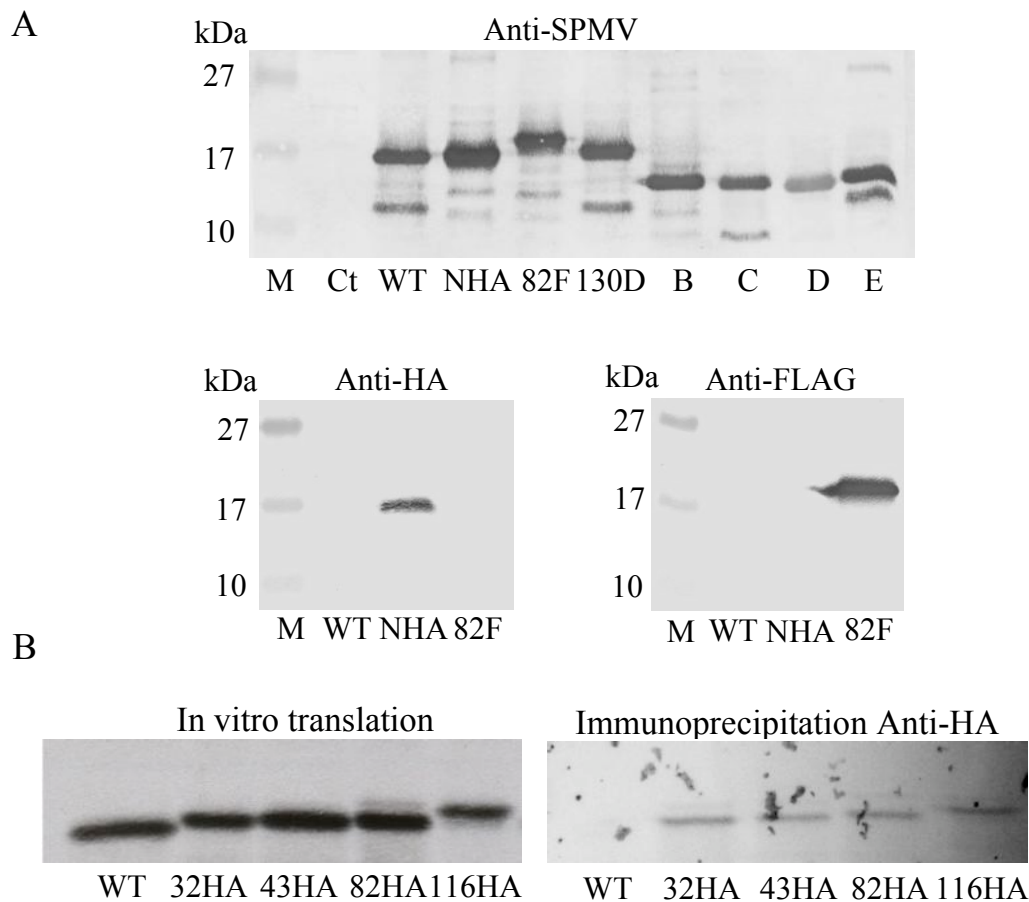 A
kDa Anti-SPMV
27
17
10
M Ct WT NHA 82F 130D B C D E
kDa Anti-HA
27
17
10
M WT NHA 82F
kDa Anti-FLAG
27
17
10
M WT NHA 82F
B
In vitro translation
WT 32HA 43HA 82HA 116HA
Immunoprecipitation Anti-HA
WT 32HA 43HA 82HA 116HA